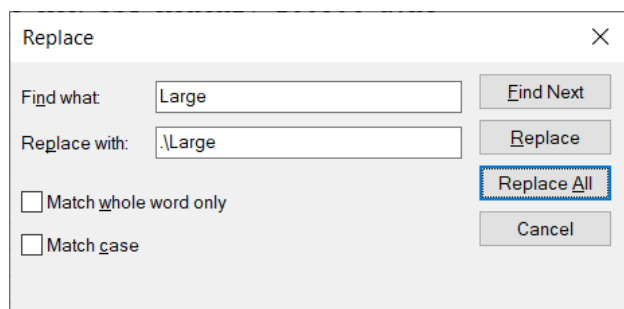 Replace
Find what: Large Find Next
Replace with: .\Large Replace
Replace All
Match whole word only
Cancel
Match case